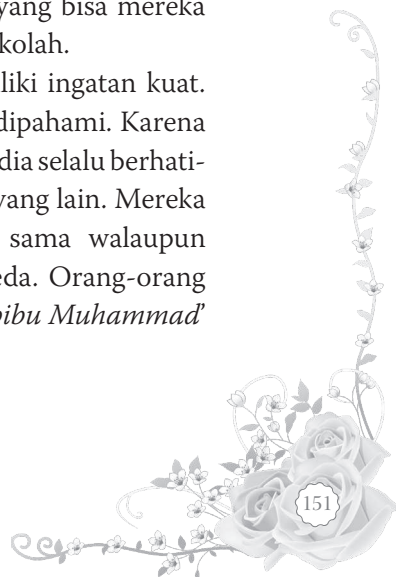 yang bisa mereka
kolah.
liki ingatan kuat.
dipahami. Karena
dia selalu berhati-
yang lain. Mereka
sama walaupun
eda. Orang-orang
bibu Muhammad’
151